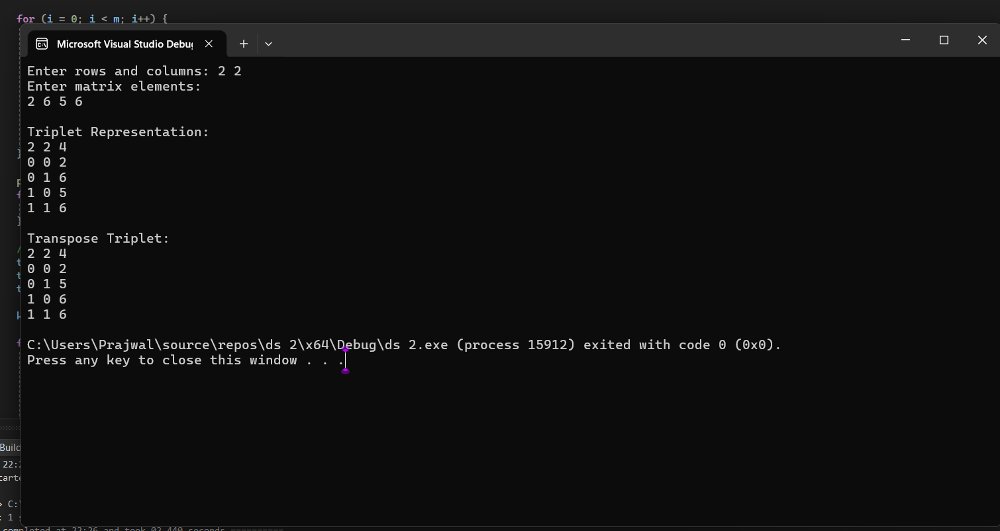 for (i = 0; i < m; i++) {
Microsoft Visual Studio Debug
Enter rows and columns: 2 2
Enter matrix elements:
2 6 5 6
Triplet Representation:
2 2 4
0 0 2
0 1 6
1 0 5
1 1 6
Transpose Triplet:
2 2 4
0 0 2
0 1 5
1 0 6
1 1 6
C:\Users\Prajwal\source\repos\ds 2\x64\Debug\ds 2.exe (process 15912) exited with code 0 (0x0).
Press any key to close this window . . .
Build
22:2
C:\
: 1
completed at 22:26 and took 02.440 seconds ==========